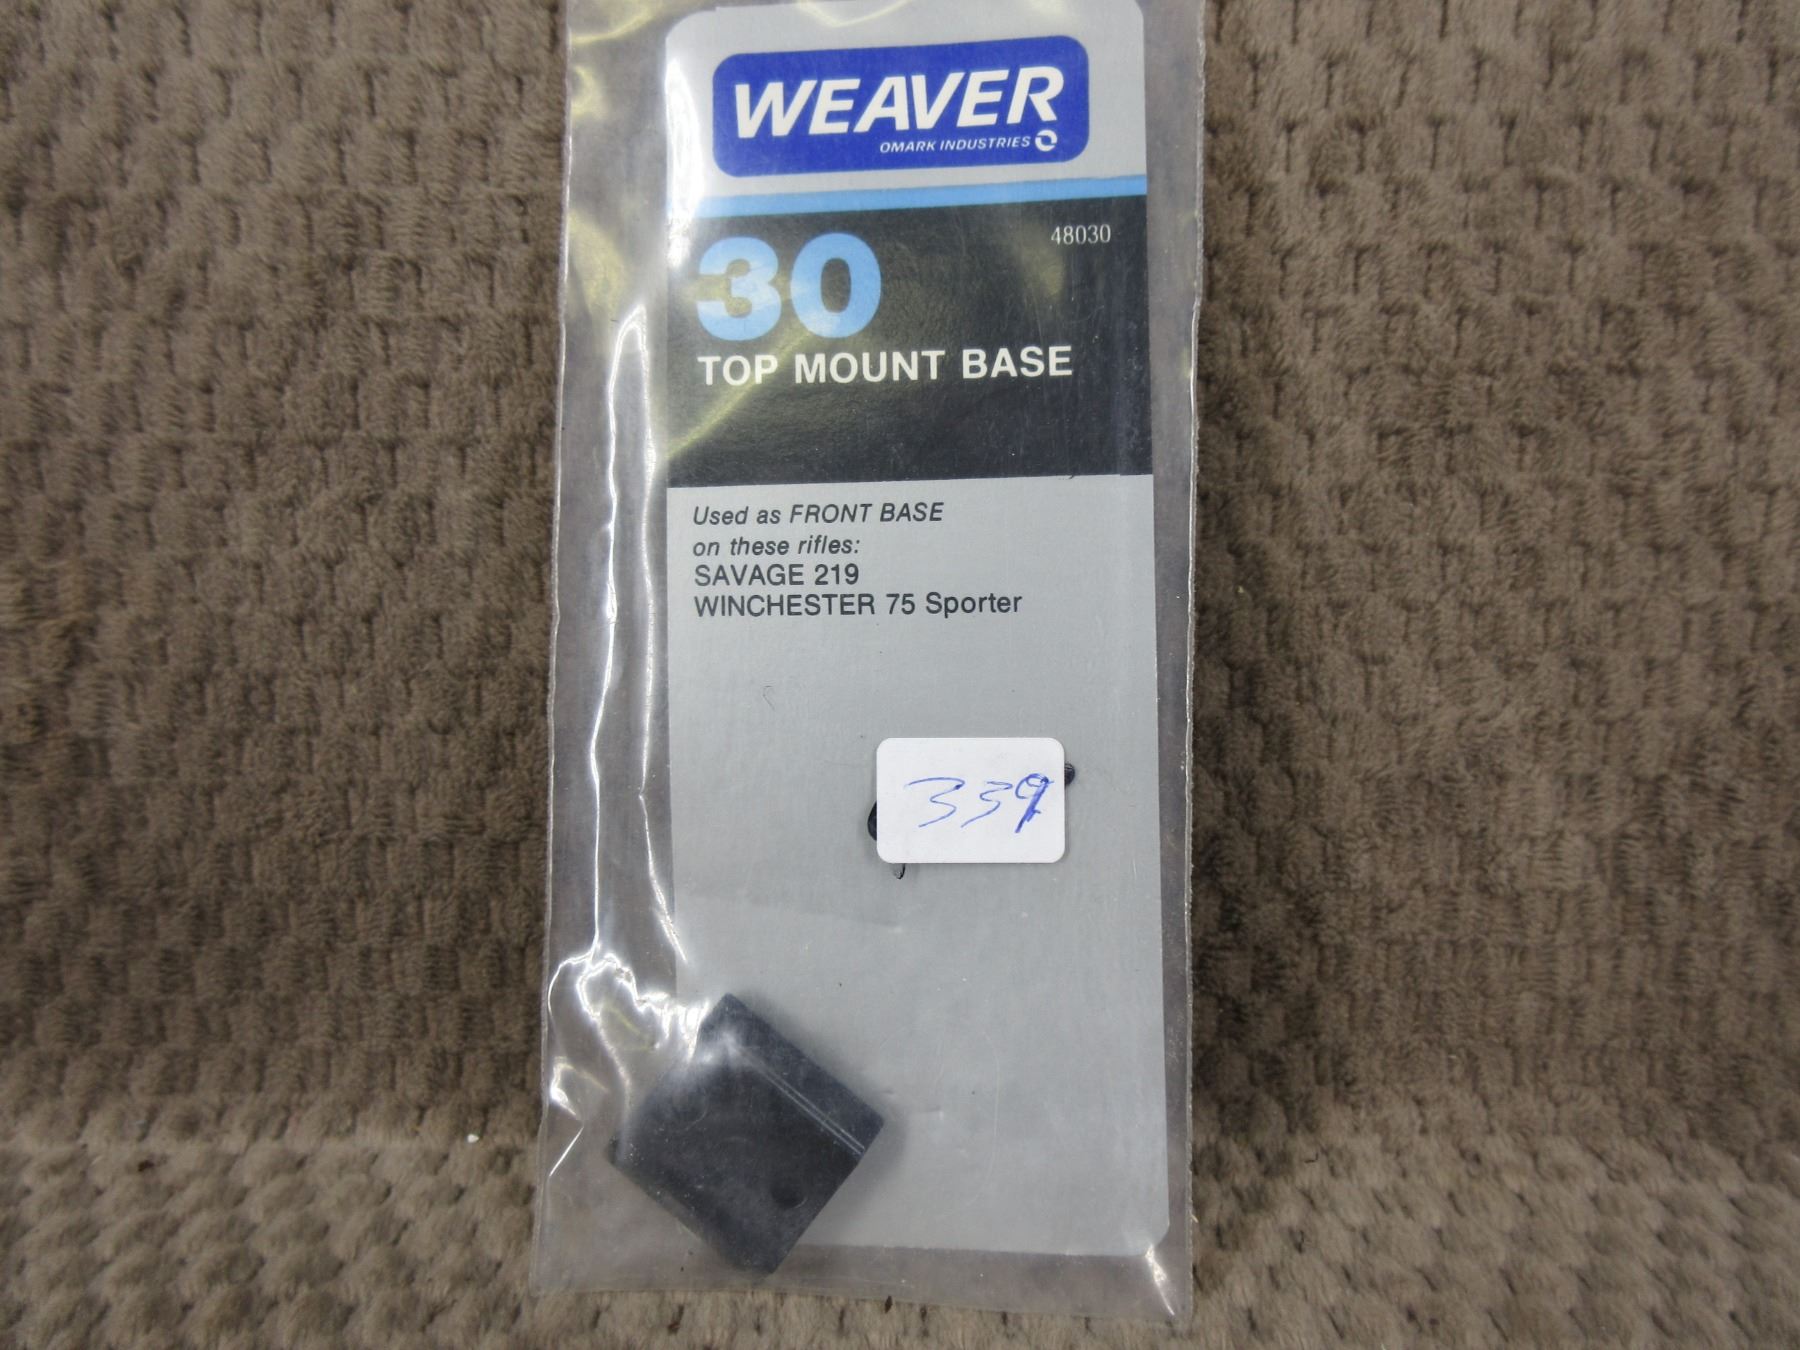 WEAVER
OMARK INDUSTRIES
48030
30
TOP MOUNT BASE
Used as FRONT BASE
on these rifles:
SAVAGE 219
WINCHESTER 75 Sporter
339